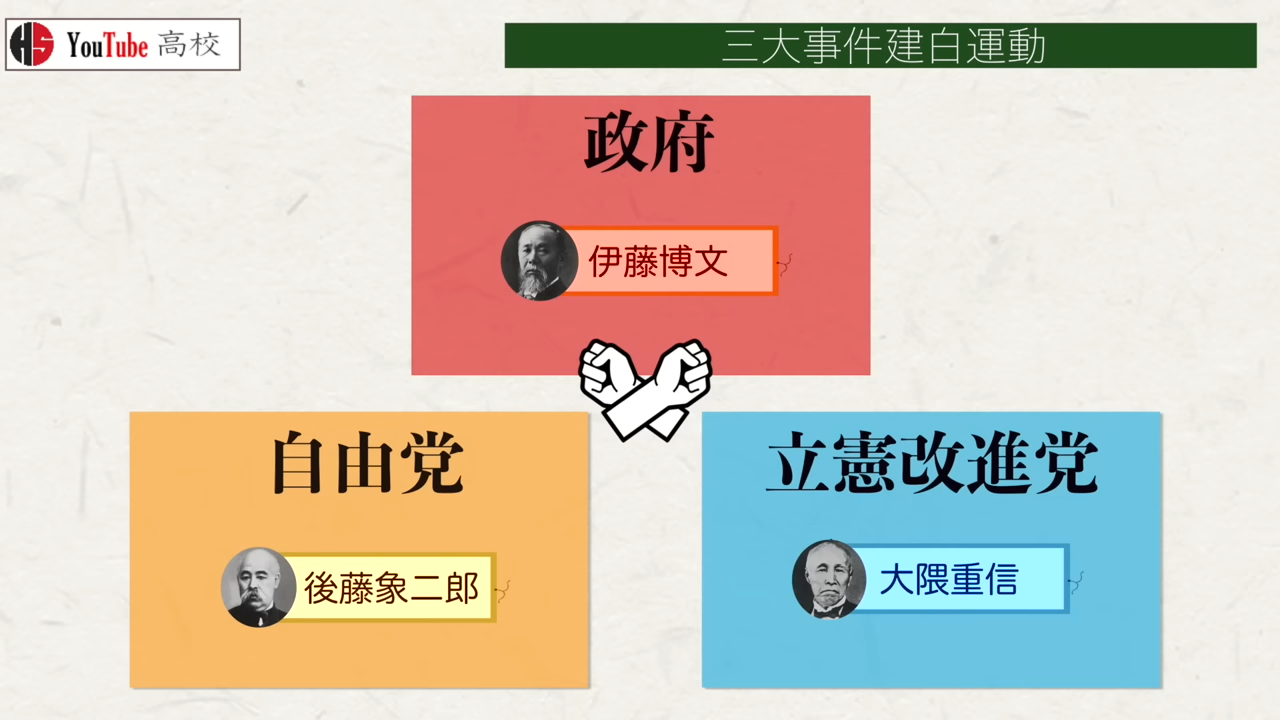 HS YouTube 高校
三大事件建白運動
政府
伊藤博文
自由党
立憲改進党
後藤象二郎
大隈重信